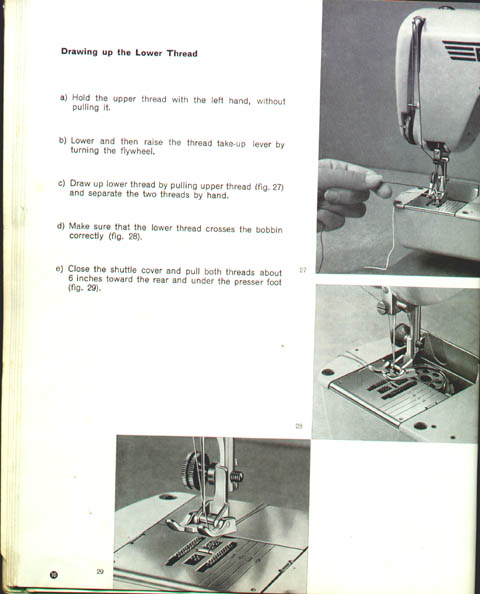 Drawing up the Lower Thread
a) Hold the upper thread with the left hand, without
pulling it.
b) Lower and then raise the thread take-up lever by
turning the flywheel.
c) Draw up lower thread by pulling upper thread (fig. 27)
and separate the two threads by hand.
d) Make sure that the lower thread crosses the bobbin
correctly (fig. 28).
e) Close the shuttle cover and pull both threads about
6 inches toward the rear and under the presser foot
(fig. 29).
27
28
29